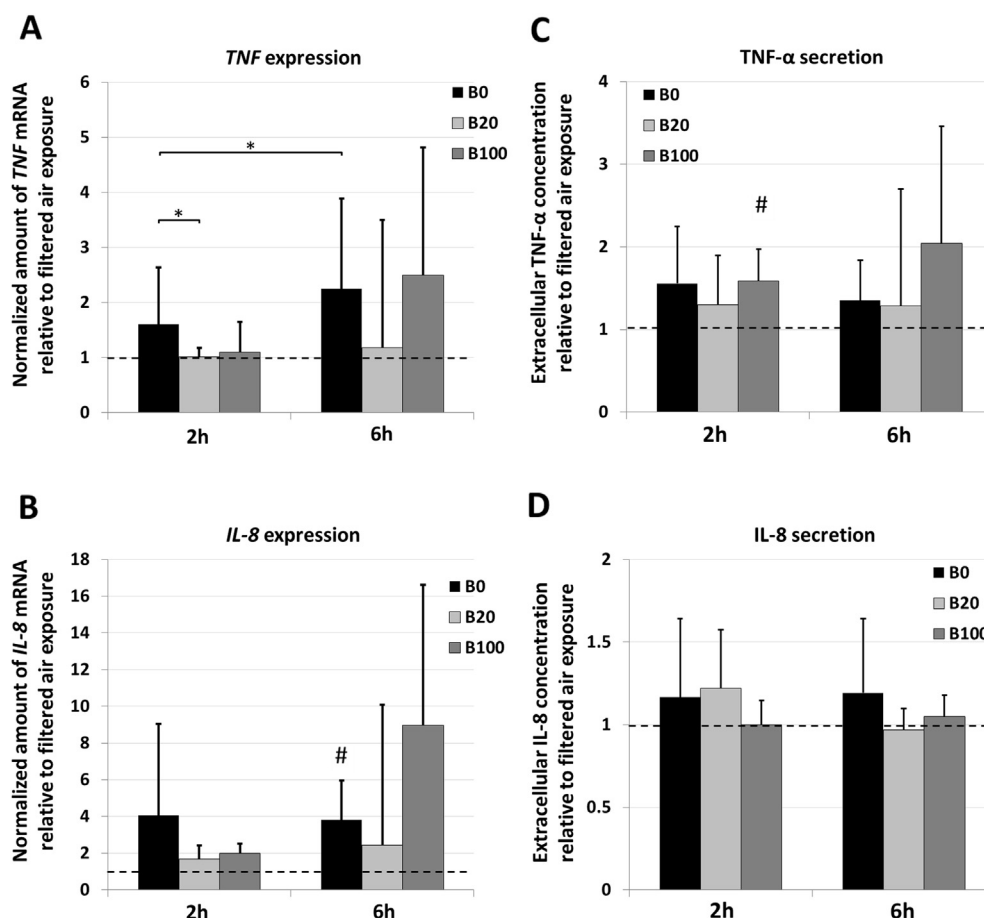 A
TNF expression
Normalized amount of TNF mRNA
relative to filtered air exposure
6
5
4
3
2
1
0
B0
B20
B100
*
*
2h
6h
C
TNF-α secretion
Extracellular TNF-α concentration
relative to filtered air exposure
4
3
2
1
0
B0
B20
B100
#
2h
6h
B
IL-8 expression
Normalized amount of IL-8 mRNA
relative to filtered air exposure
18
16
14
12
10
8
6
4
2
0
B0
B20
B100
#
2h
6h
D
IL-8 secretion
Extracellular IL-8 concentration
relative to filtered air exposure
2
1.5
1
0.5
0
B0
B20
B100
2h
6h